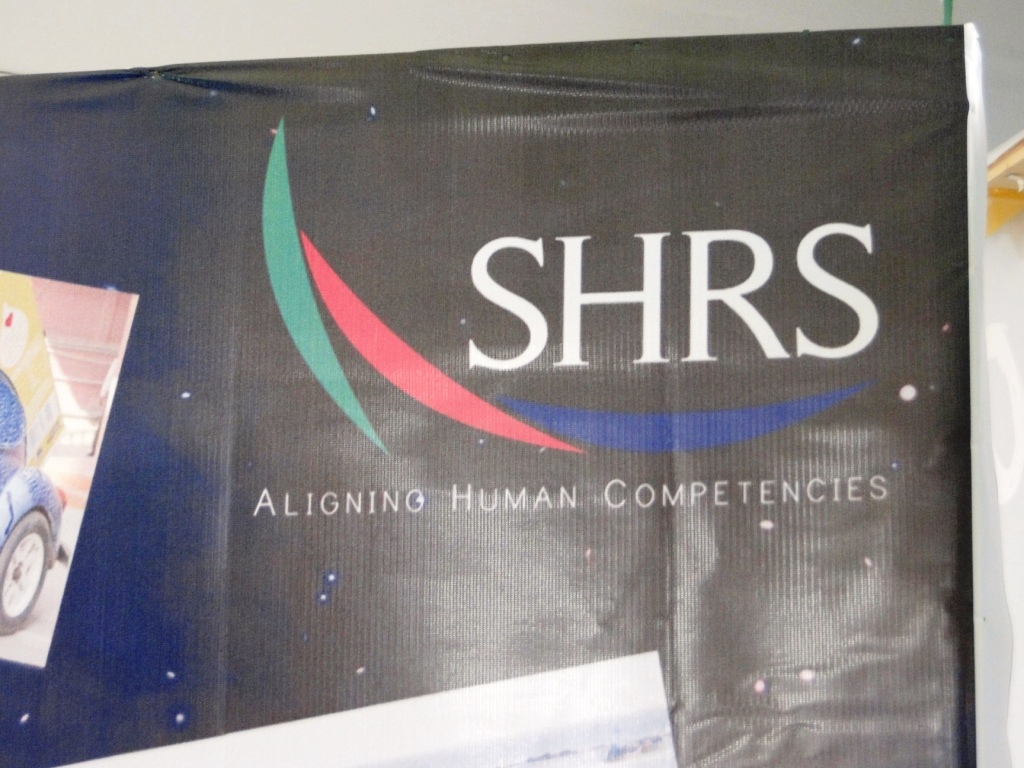 SHRS
ALIGNING HUMAN COMPETENCIES